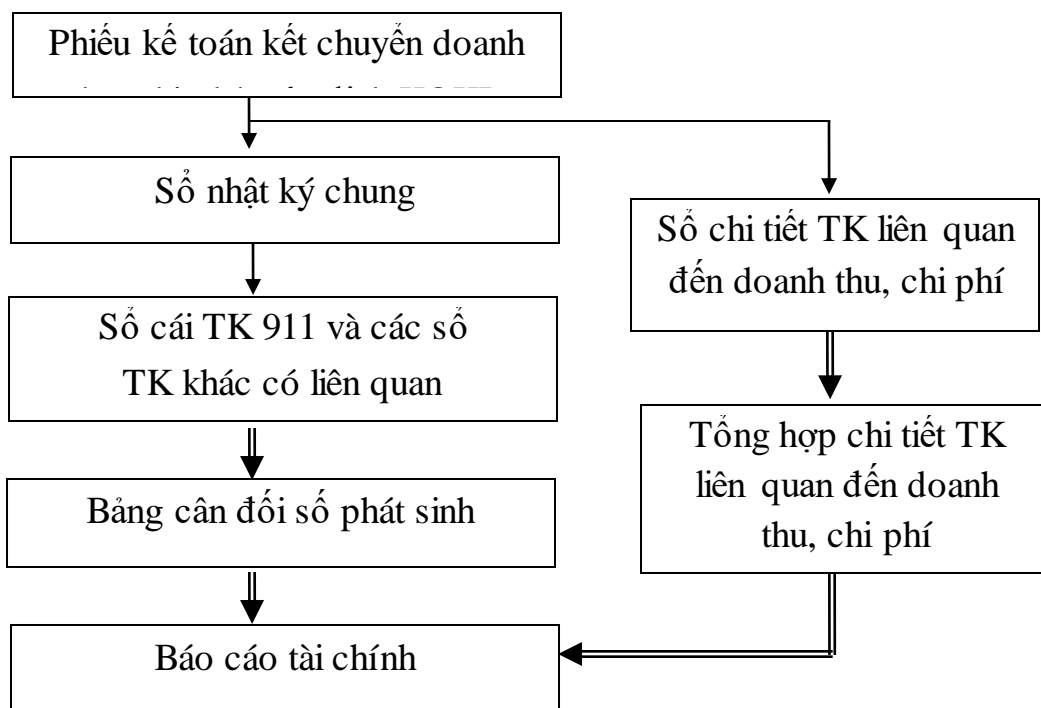 Phiếu kế toán kết chuyển doanh
Sổ nhật ký chung
Sổ chi tiết TK liên quan
đến doanh thu, chi phí
Sổ cái TK 911 và các sổ
TK khác có liên quan
Tổng hợp chi tiết TK
liên quan đến doanh
thu, chi phí
Bảng cân đối số phát sinh
Báo cáo tài chính